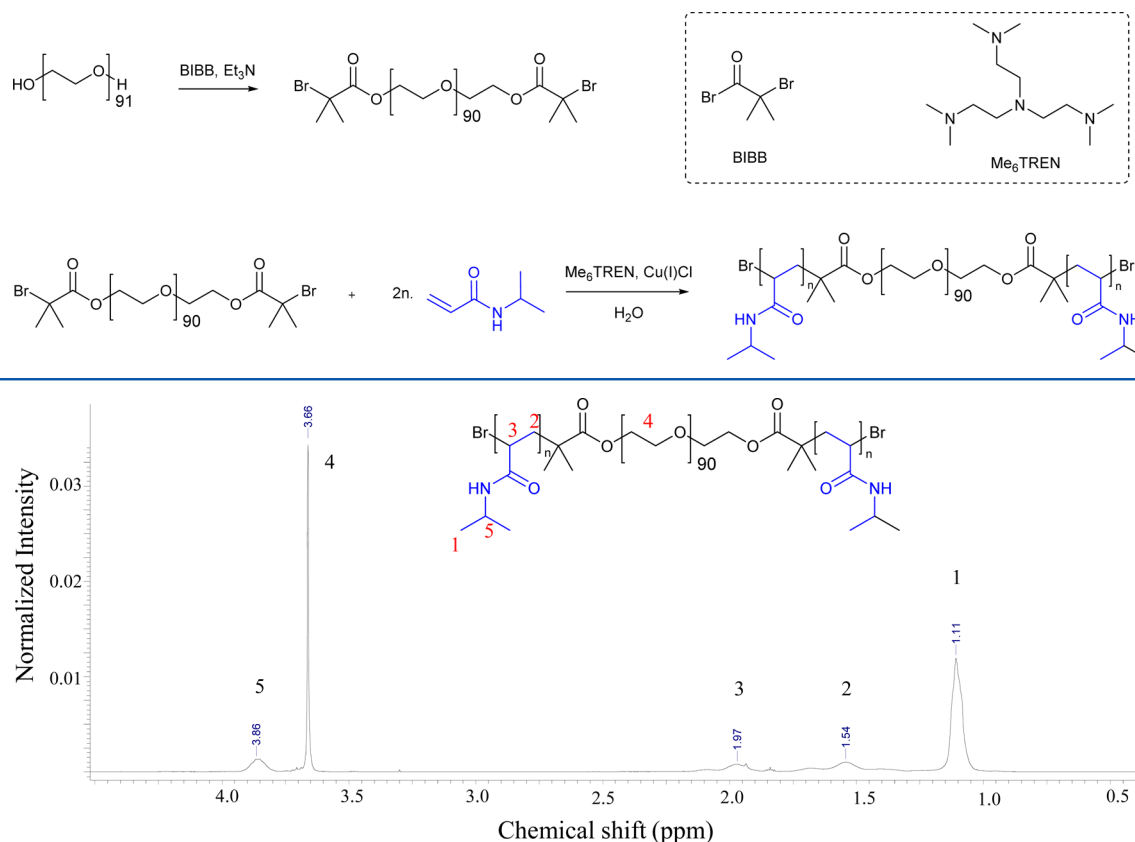 HO
O
H
91
BIBB, Et₃N
Br
O
O
O
90
O
O
Br
O
Br
Br
BIBB
N
N
N
N
Me₆TREN
Br
O
O
O
90
O
O
Br
+
2n.
O
N
H
Me₆TREN, Cu(I)Cl
H₂O
Br
n
HN
O
O
O
O
90
O
O
n
Br
O
NH
3.66
4
Br
3
2
n
HN
O
5
1
O
O
4
O
90
O
O
n
Br
O
NH
Normalized Intensity
0.03
0.02
0.01
5
3.86
3
1.97
2
1.54
1
1.11
4.0
3.5
3.0
2.5
2.0
1.5
1.0
0.5
Chemical shift (ppm)